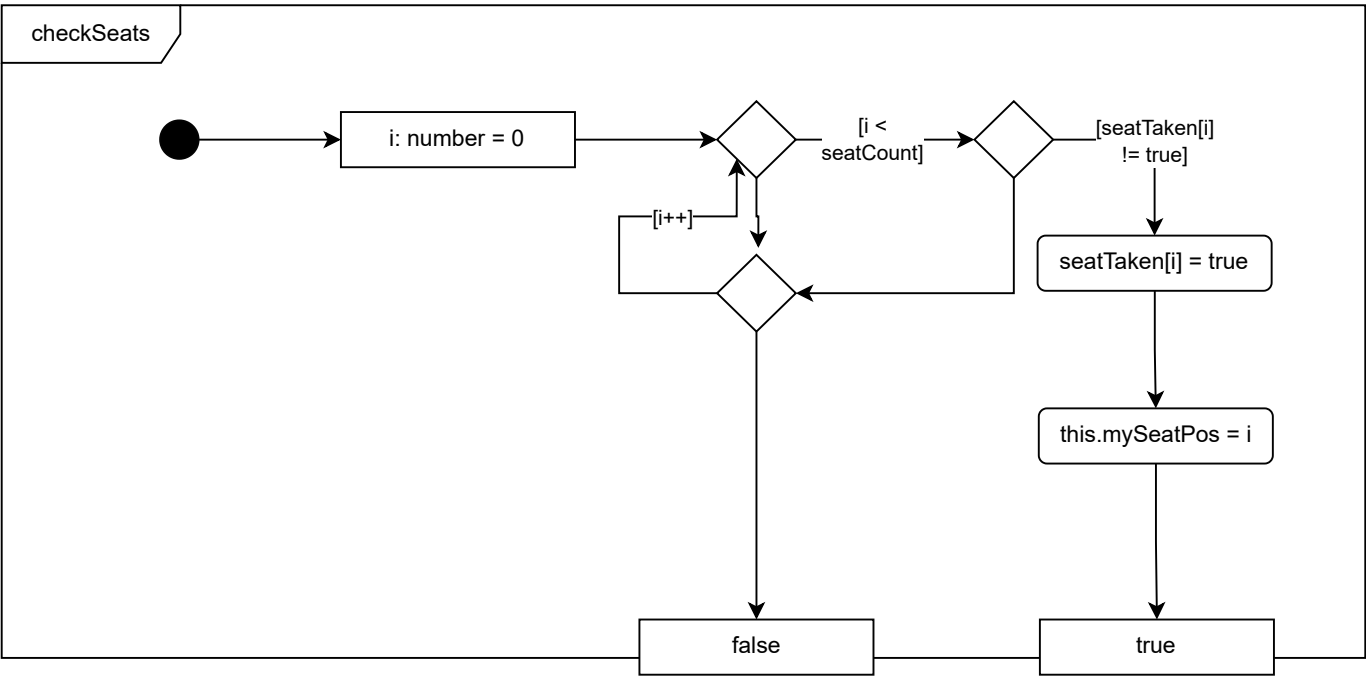 checkSeats
i: number = 0
[i <
seatCount]
[seatTaken[i]
!= true]
[i++]
seatTaken[i] = true
this.mySeatPos = i
false
true